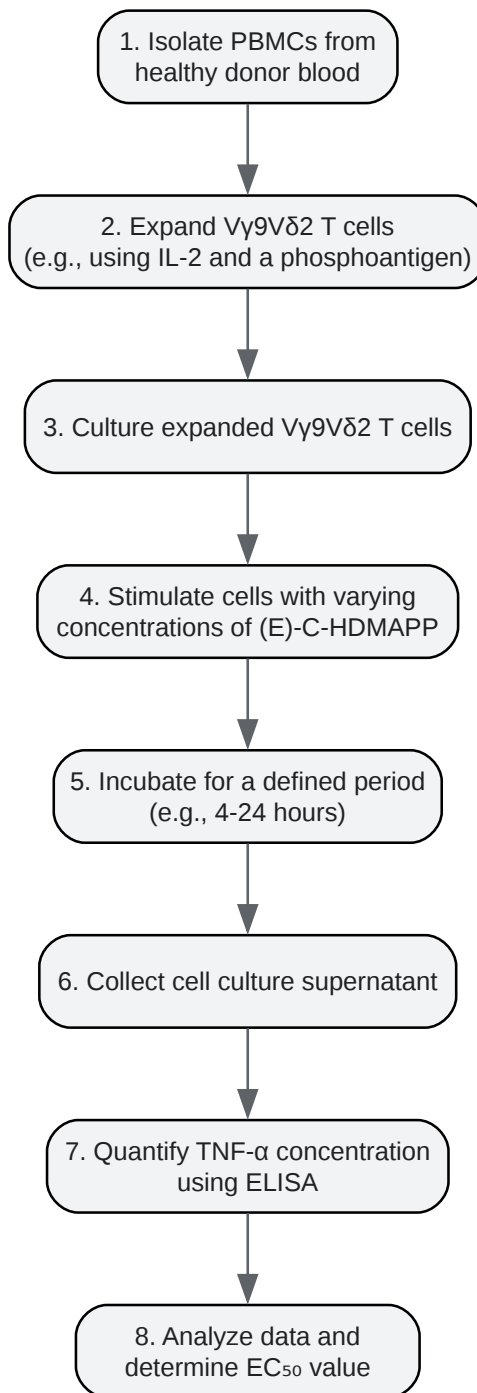 1. Isolate PBMCs from
healthy donor blood
2. Expand Vγ9Vδ2 T cells
(e.g., using IL-2 and a phosphoantigen)
3. Culture expanded Vγ9Vδ2 T cells
4. Stimulate cells with varying
concentrations of (E)-C-HDMAPP
5. Incubate for a defined period
(e.g., 4-24 hours)
6. Collect cell culture supernatant
7. Quantify TNF-α concentration
using ELISA
8. Analyze data and
determine EC₅₀ value